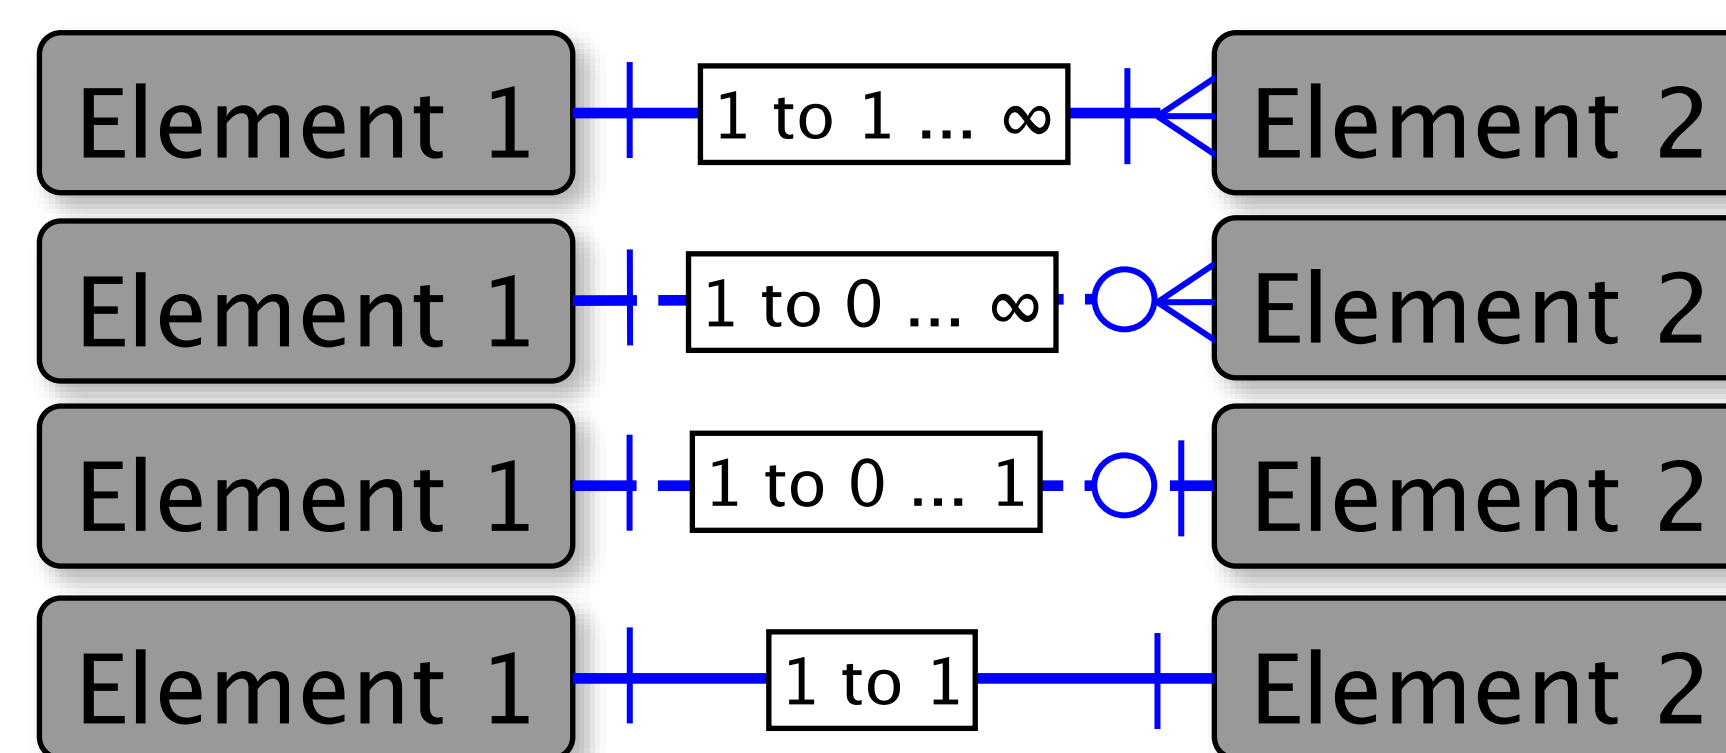 Element 1 1 to 1 ... ∞ Element 2
Element 1 1 to 0 ... ∞ Element 2
Element 1 1 to 0 ... 1 Element 2
Element 1 1 to 1 Element 2